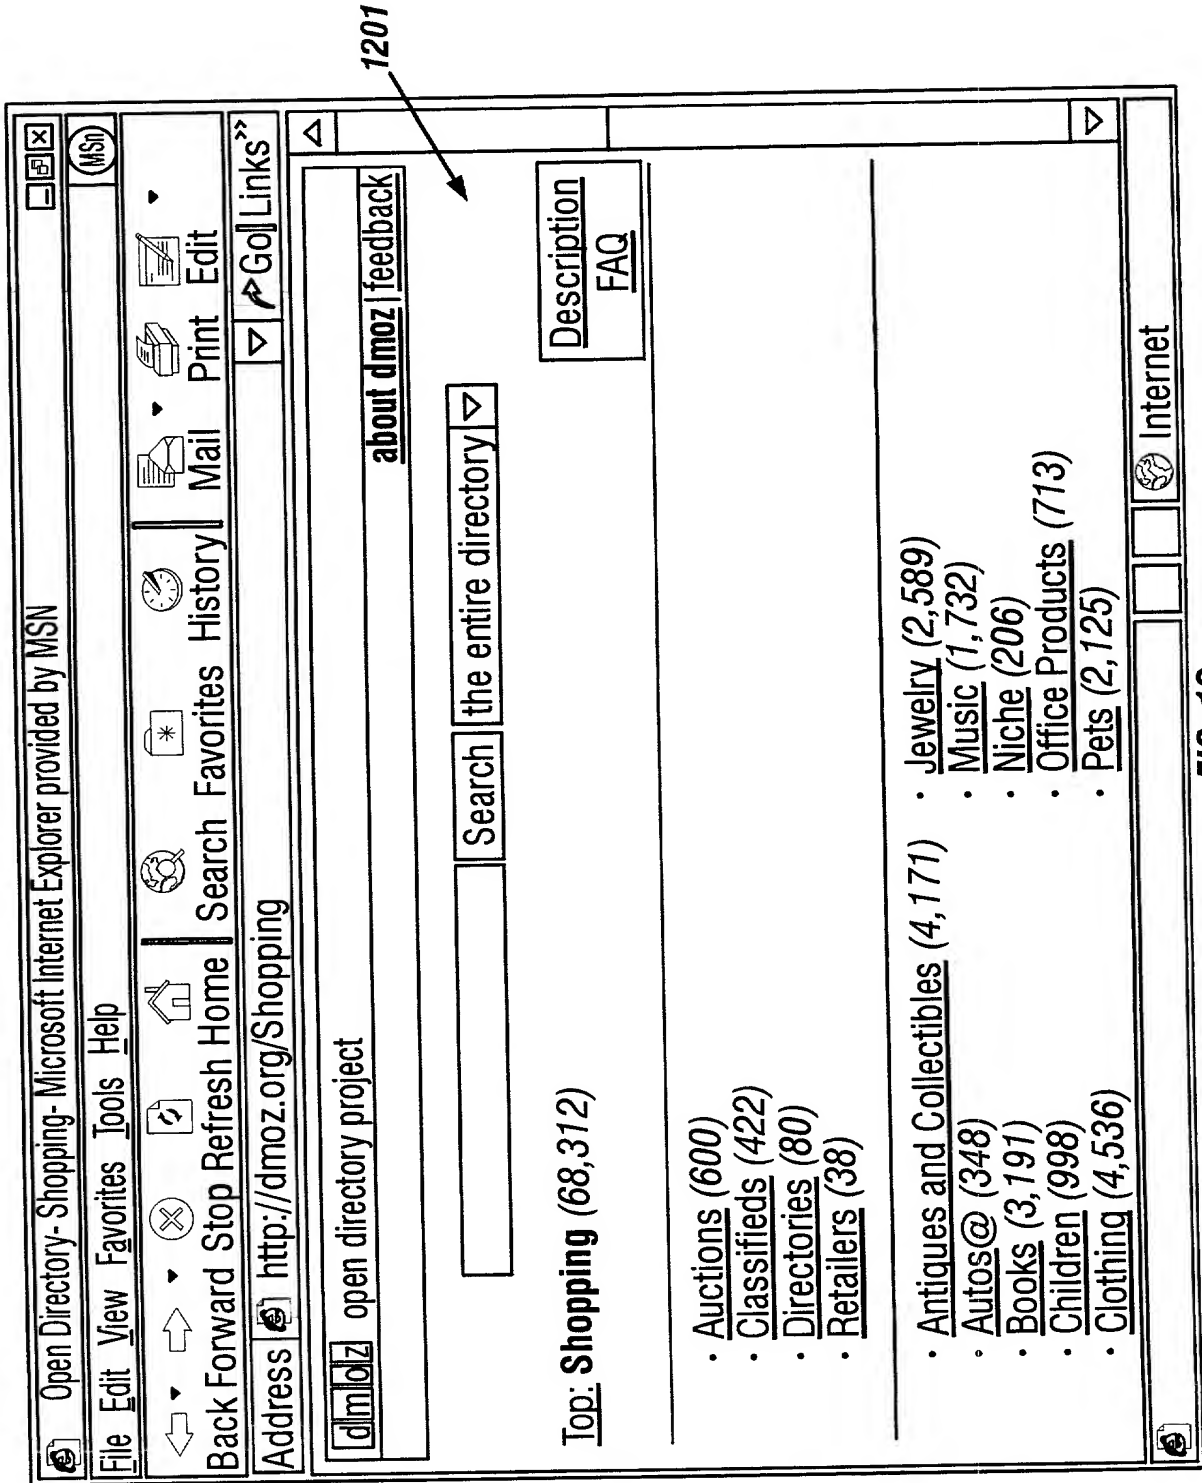 Open Directory - Shopping- Microsoft Internet Explorer provided by MSN
File Edit View Favorites Tools Help
MSn
Back Forward Stop Refresh Home Search Favorites History Mail Print Edit
Address http://dmoz.org/Shopping Go Links»
dmoz open directory project
about dmoz | feedback
1201
Search the entire directory
Top: Shopping (68,312)
Description
FAQ
· Auctions (600)
· Classifieds (422)
· Directories (80)
· Retailers (38)
· Antiques and Collectibles (4,171)
· Autos@ (348)
· Books (3,191)
· Children (998)
· Clothing (4,536)
· Jewelry (2,589)
· Music (1,732)
· Niche (206)
· Office Products (713)
· Pets (2,125)
Internet